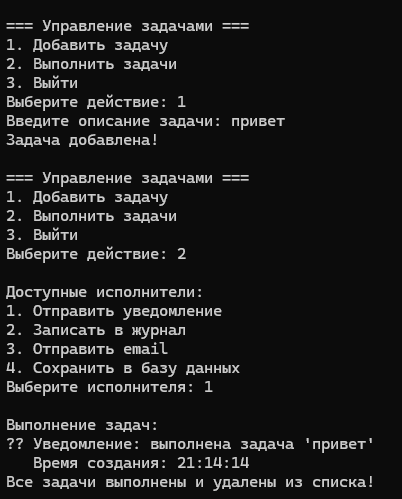 === Управление задачами ===
1. Добавить задачу
2. Выполнить задачи
3. Выйти
Выберите действие: 1
Введите описание задачи: привет
Задача добавлена!
=== Управление задачами ===
1. Добавить задачу
2. Выполнить задачи
3. Выйти
Выберите действие: 2
Доступные исполнители:
1. Отправить уведомление
2. Записать в журнал
3. Отправить email
4. Сохранить в базу данных
Выберите исполнителя: 1
Выполнение задач:
?? Уведомление: выполнена задача 'привет'
Время создания: 21:14:14
Все задачи выполнены и удалены из списка!